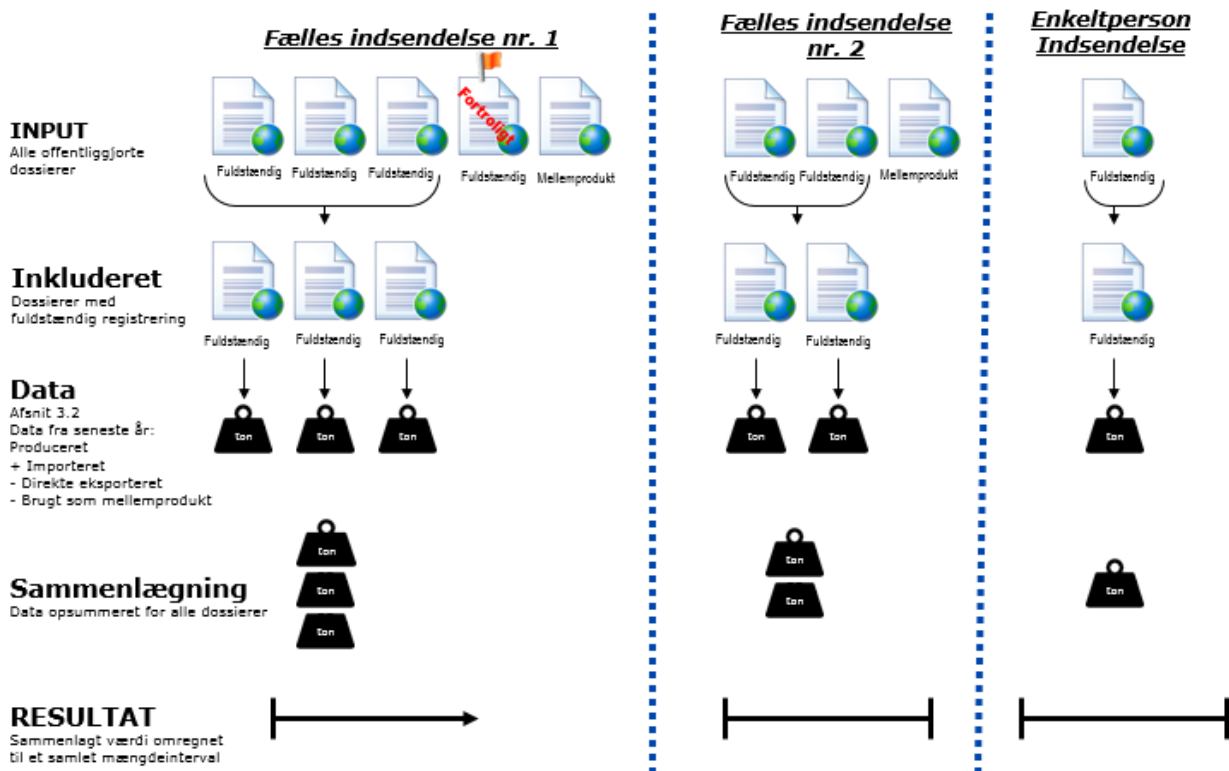 Fælles indsendelse nr. 1
Fælles indsendelse
nr. 2
Enkeltperson
Indsendelse
INPUT
Alle offentliggjorte
dossierer
Fortroligt
Fuldstændig
Fuldstændig
Fuldstændig
Fuldstændig
Mellemprodukt
Fuldstændig
Fuldstændig
Mellemprodukt
Fuldstændig
Inkluderet
Dossierer med
fuldstændig registrering
Fuldstændig
Fuldstændig
Fuldstændig
Fuldstændig
Fuldstændig
Fuldstændig
Data
Afsnit 3.2
Data fra seneste år:
Produceret
+ Importeret
- Direkte eksporteret
- Brugt som mellemprodukt
ton
ton
ton
ton
ton
ton
Sammenlægning
Data opsummeret for alle dossierer
ton
ton
ton
ton
ton
ton
RESULTAT
Sammenlagt værdi omregnet
til et samlet mængdeinterval